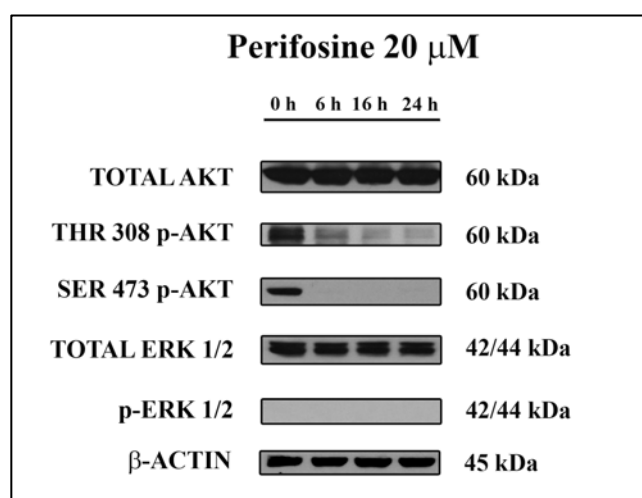 Perifosine 20 μM
0 h 6 h 16 h 24 h
TOTAL AKT 60 kDa
THR 308 p-AKT 60 kDa
SER 473 p-AKT 60 kDa
TOTAL ERK 1/2 42/44 kDa
p-ERK 1/2 42/44 kDa
β-ACTIN 45 kDa